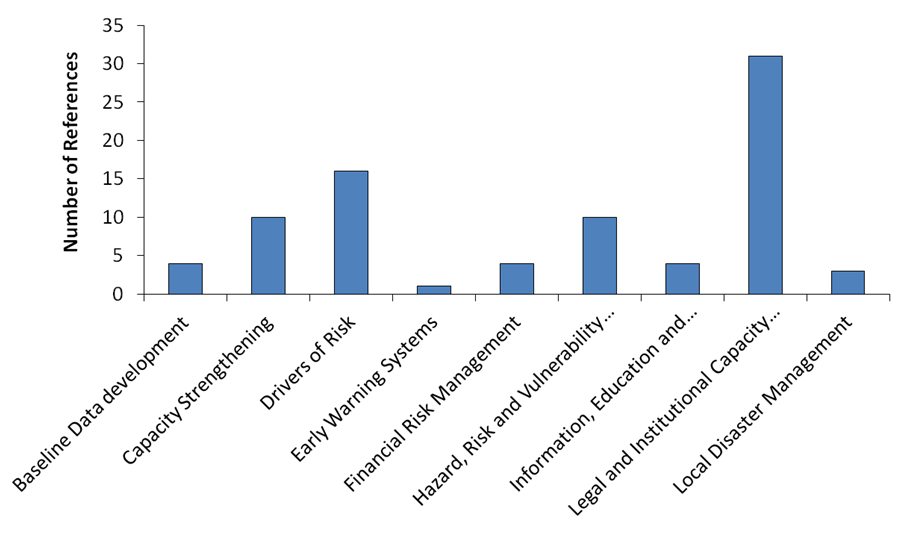 Number of References
35
30
25
20
15
10
5
0
Baseline Data development
Capacity Strengthening
Drivers of Risk
Early Warning Systems
Financial Risk Management
Hazard, Risk and Vulnerability...
Information, Education and...
Legal and Institutional Capacity...
Local Disaster Management